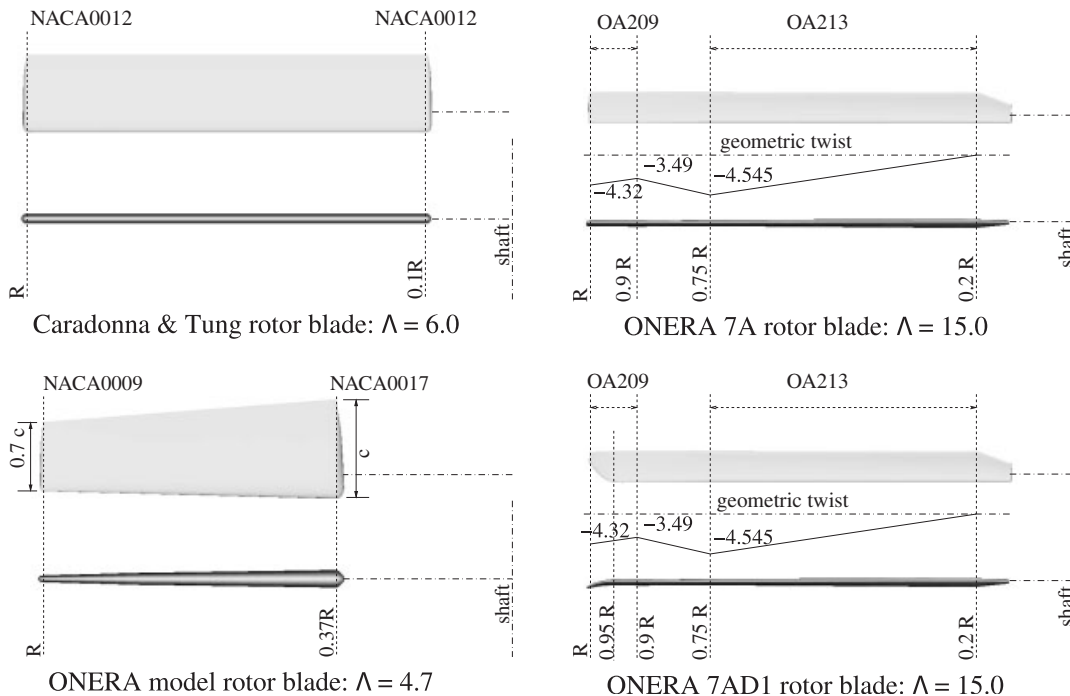 NACA0012 NACA0012
shaft
R 0.1R
Caradonna & Tung rotor blade: Λ = 6.0
OA209 OA213
geometric twist
−3.49
−4.32 −4.545
shaft
R 0.9 R 0.75 R 0.2 R
ONERA 7A rotor blade: Λ = 15.0
NACA0009 NACA0017
0.7 c c
shaft
R 0.37R
ONERA model rotor blade: Λ = 4.7
OA209 OA213
geometric twist
−4.32 −3.49
−4.545
shaft
R 0.95 R 0.9 R 0.75 R 0.2 R
ONERA 7AD1 rotor blade: Λ = 15.0